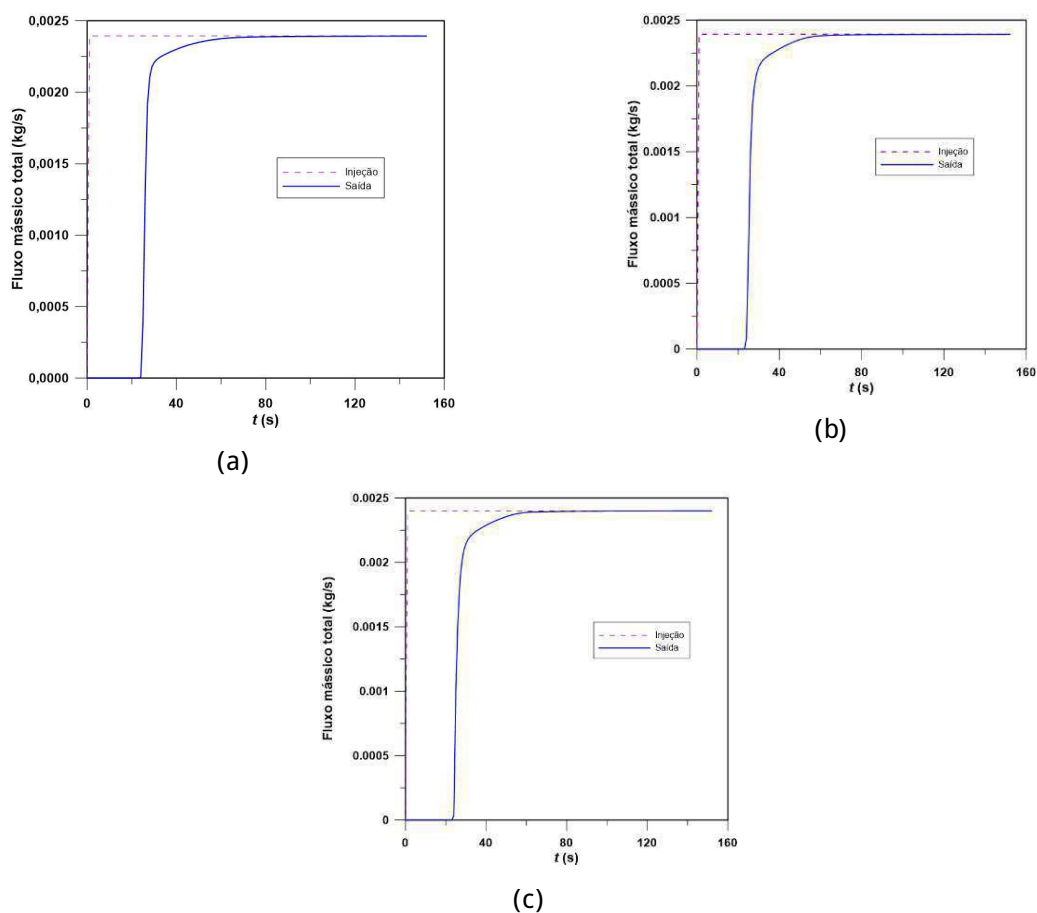 0,0025
0,0020
0,0015
0,0010
0,0005
0,0000
Fluxo mássico total (kg/s)
Injeção
Saída
0 40 80 120 160
t (s)
(a)
0.0025
0.002
0.0015
0.001
0.0005
0
Fluxo mássico total (kg/s)
Injeção
Saída
0 40 80 120 160
t (s)
(b)
0.0025
0.002
0.0015
0.001
0.0005
0
Fluxo mássico total (kg/s)
Injeção
Saída
0 40 80 120 160
t (s)
(c)